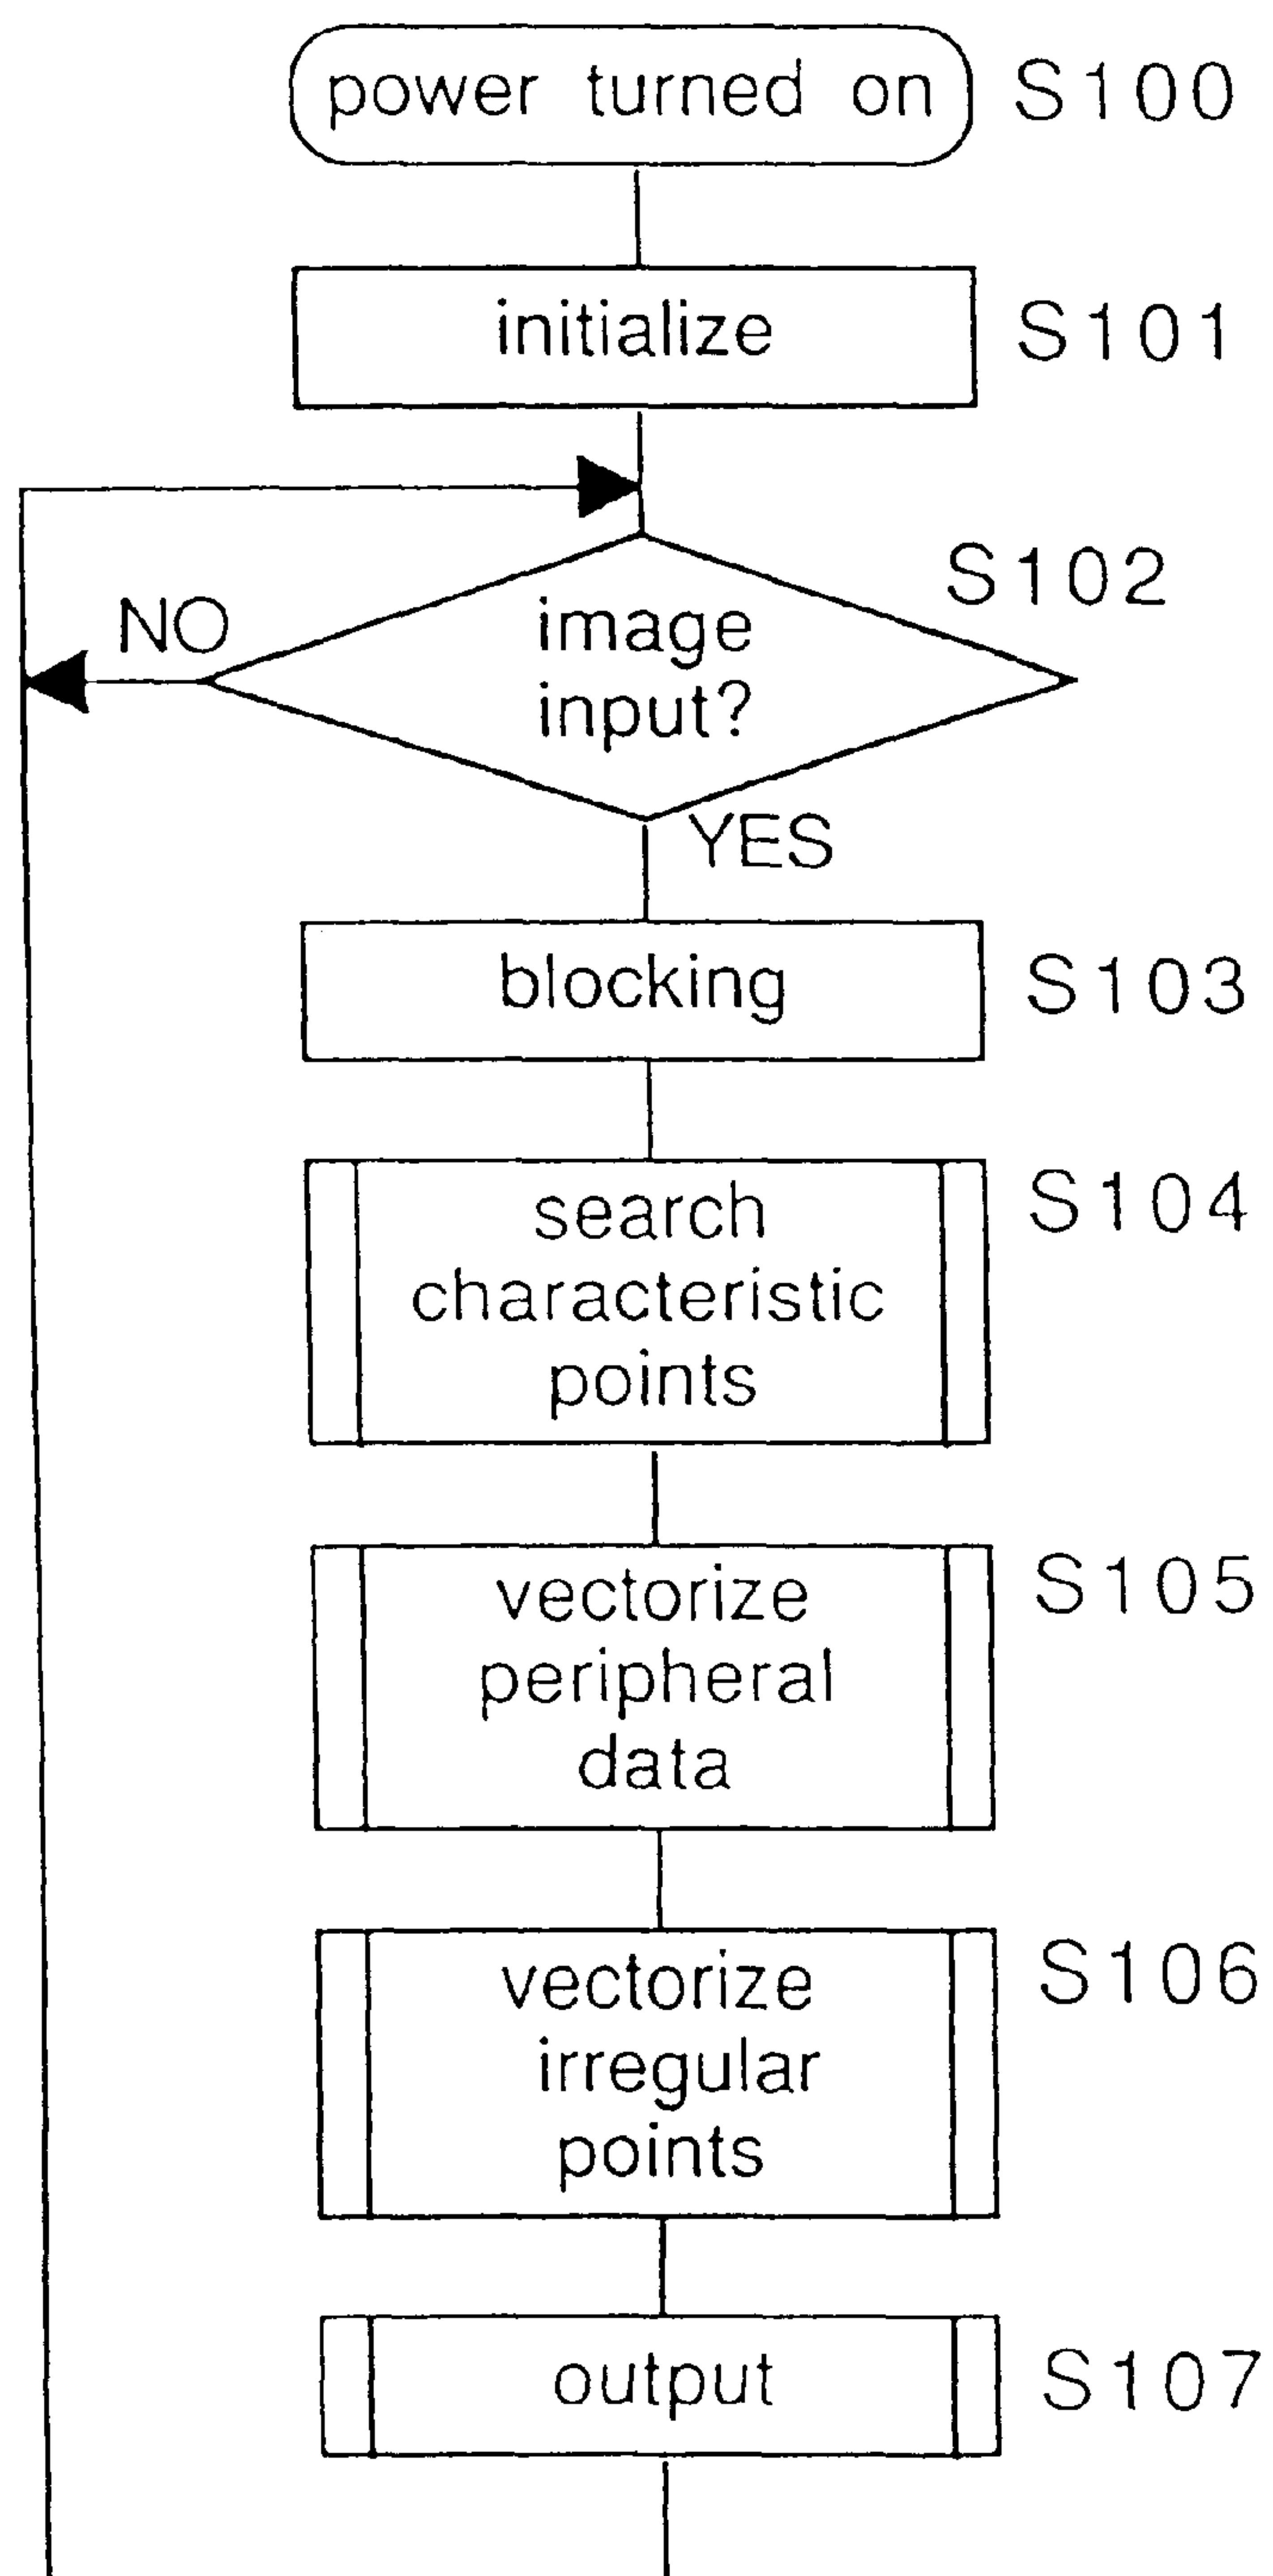 power turned on S100
initialize S101
S102
NO
image
input?
YES
blocking S103
search S104
characteristic
points
vectorize S105
peripheral
data
vectorize S106
irregular
points
output S107